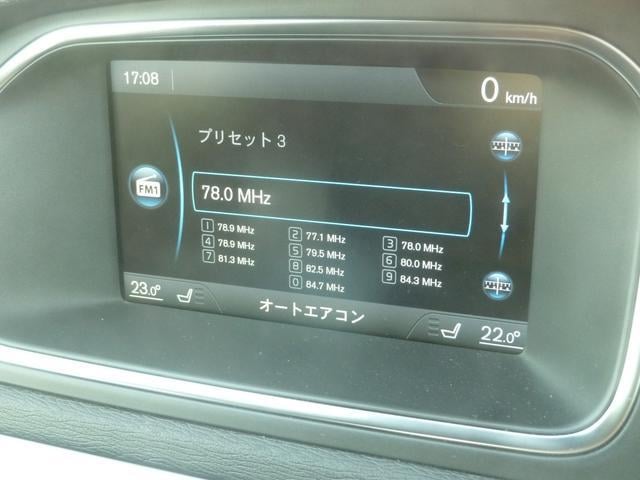 17:08
0 km/h
プリセット 3
FM1
78.0 MHz
1 78.9 MHz 2 77.1 MHz 3 78.0 MHz
4 78.9 MHz 5 79.5 MHz 6 80.0 MHz
7 81.3 MHz 8 82.5 MHz 9 84.3 MHz
0 84.7 MHz
23.0° オートエアコン 22.0°